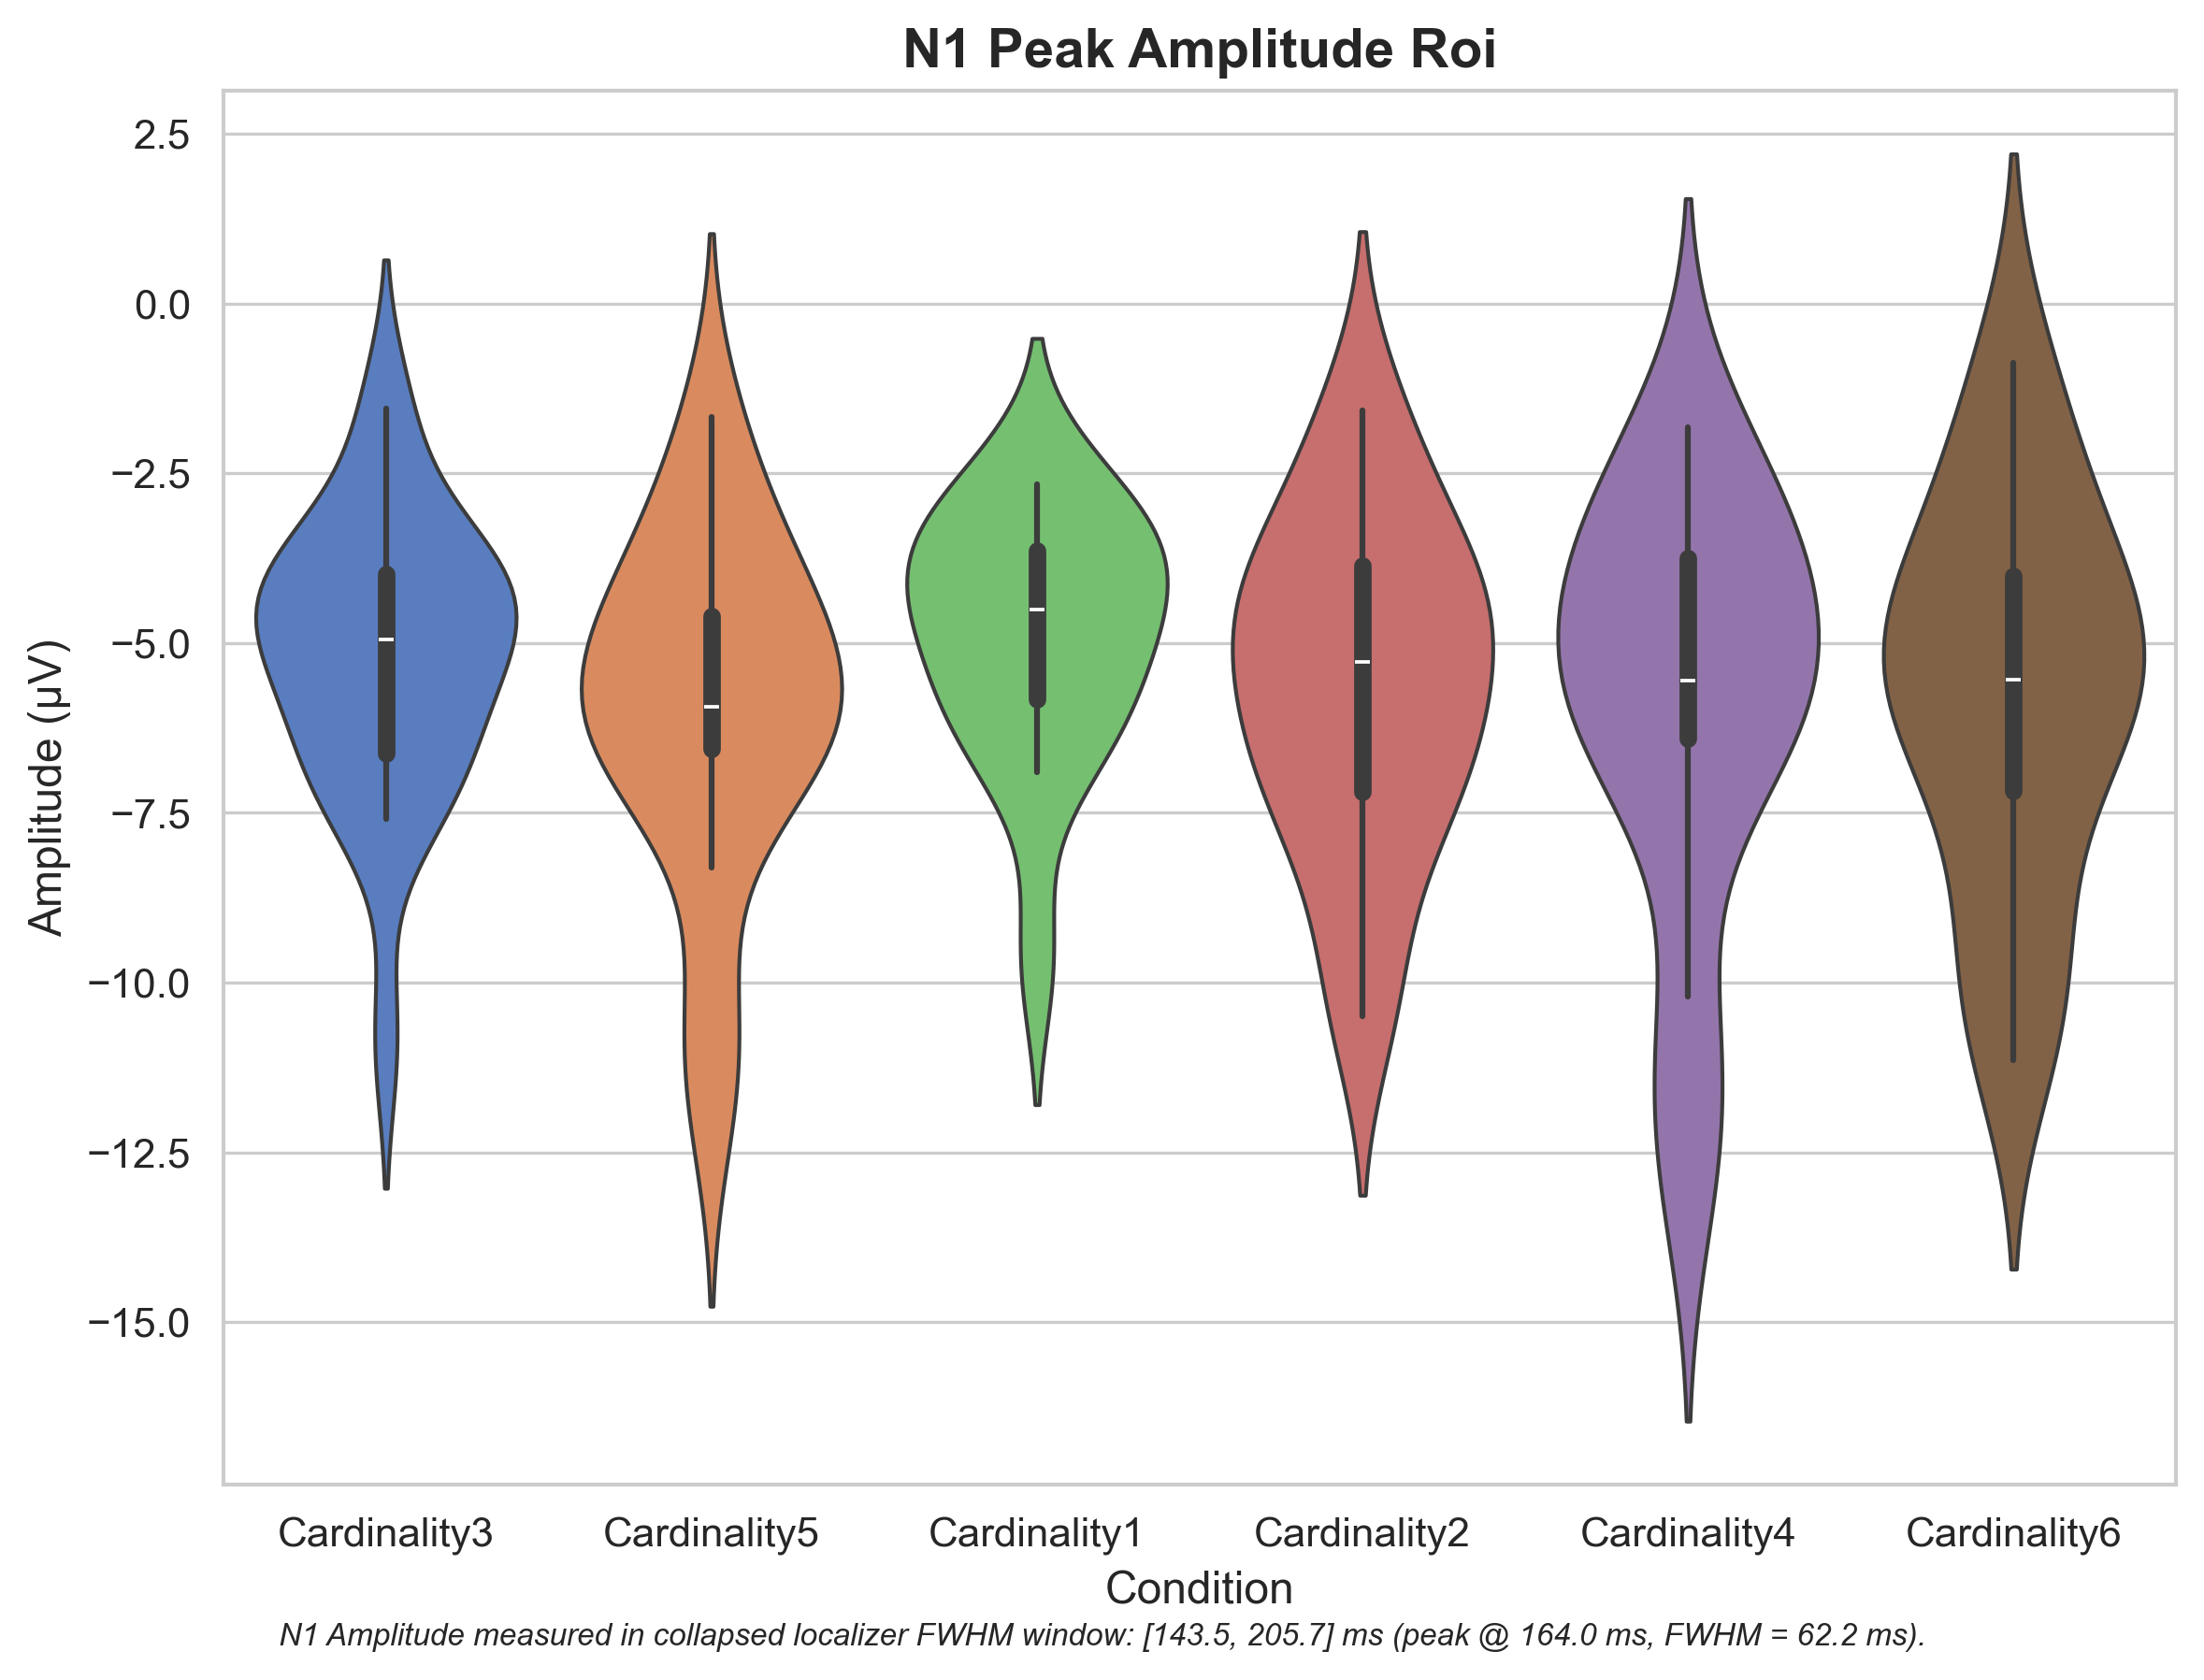 N1 Peak Amplitude Roi
Amplitude (µV)
2.5
0.0
−2.5
−5.0
−7.5
−10.0
−12.5
−15.0
Cardinality3 Cardinality5 Cardinality1 Cardinality2 Cardinality4 Cardinality6
Condition
N1 Amplitude measured in collapsed localizer FWHM window: [143.5, 205.7] ms (peak @ 164.0 ms, FWHM = 62.2 ms).